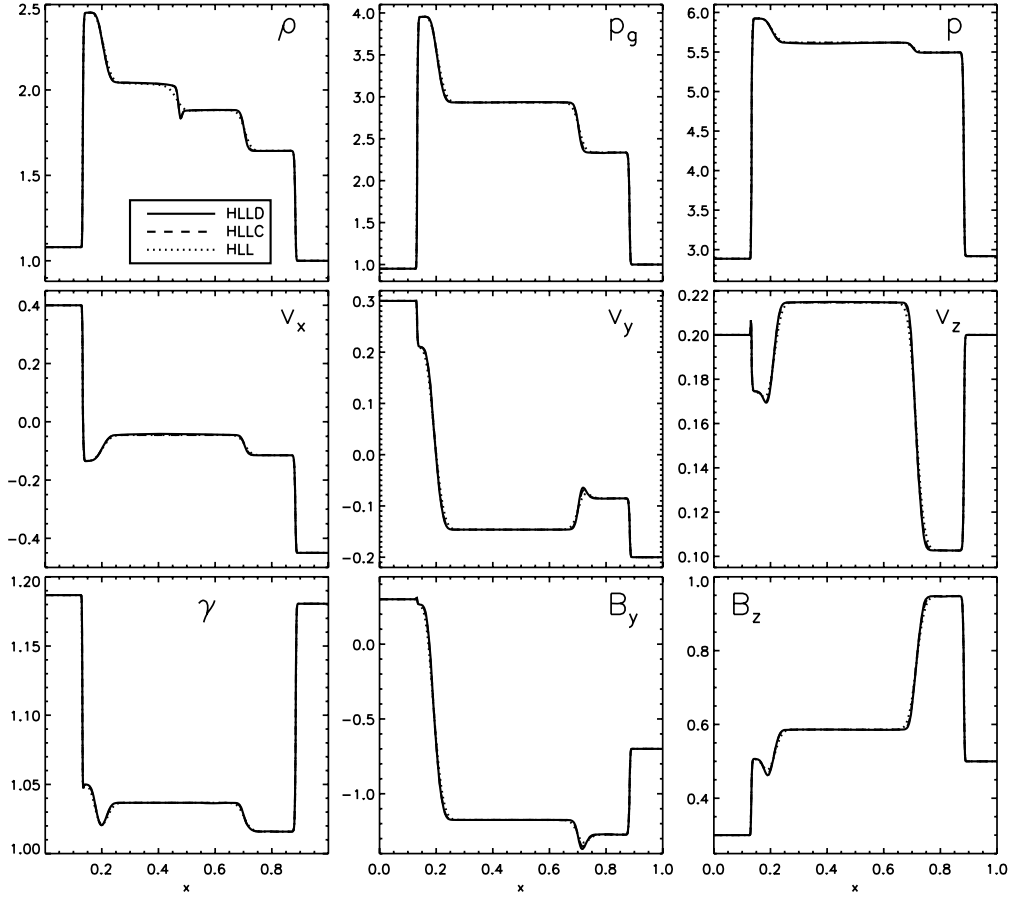 ρ
2.5
2.0
1.5
1.0
HLLD
HLLC
HLL
p_g
4.0
3.5
3.0
2.5
2.0
1.5
1.0
p
6.0
5.5
5.0
4.5
4.0
3.5
3.0
v_x
0.4
0.2
0.0
−0.2
−0.4
v_y
0.3
0.2
0.1
0.0
−0.1
−0.2
v_z
0.22
0.20
0.18
0.16
0.14
0.12
0.10
γ
1.20
1.15
1.10
1.05
1.00
0.2 0.4 0.6 0.8
x
B_y
0.0
−0.5
−1.0
0.0 0.2 0.4 0.6 0.8 1.0
x
B_z
1.0
0.8
0.6
0.4
0.0 0.2 0.4 0.6 0.8 1.0
x